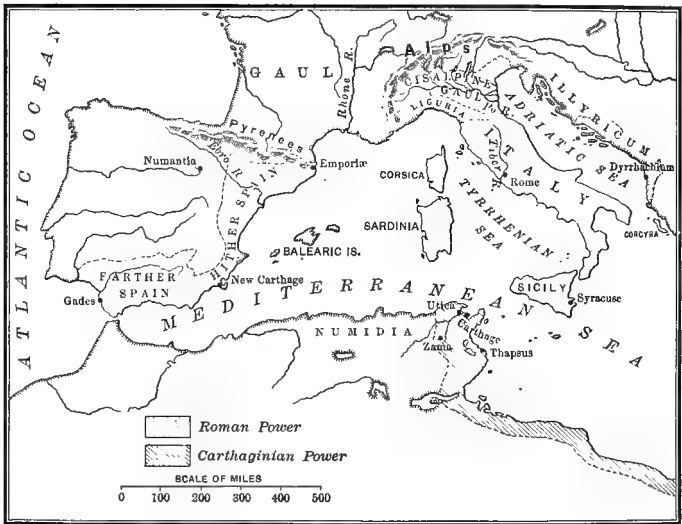 ATLANTIC OCEAN
GAUL
Rhone R.
Alps
CISALPINE
GAUL
LIGURIA
ILLYRICUM
ADRIATIC SEA
ITALY
Tiber R.
Rome
Dyrrhachium
CORCYRA
Pyrenees
Numantia
Ebro R.
Emporiæ
HITHER SPAIN
CORSICA
SARDINIA
TYRRHENIAN
SEA
BALEARIC IS.
FARTHER
SPAIN
Gades
New Carthage
MEDITERRANEAN SEA
SICILY
Syracuse
Utica
Carthage
NUMIDIA
Zama
Thapsus
Roman Power
Carthaginian Power
SCALE OF MILES
0 100 200 300 400 500